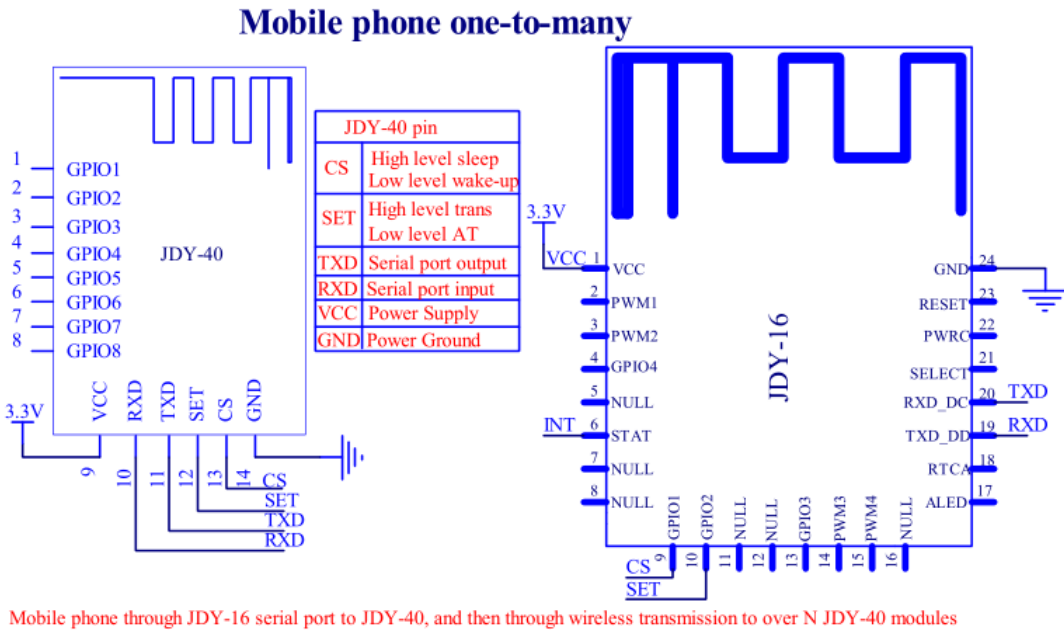 Mobile phone one-to-many
1 GPIO1
2 GPIO2
3 GPIO3
4 GPIO4
5 GPIO5
6 GPIO6
7 GPIO7
8 GPIO8
JDY-40
3.3V
VCC
RXD
TXD
SET
CS
GND
9
10
11
12
13
14
CS
SET
TXD
RXD
JDY-40 pin
CS High level sleep
Low level wake-up
SET High level trans
Low level AT
TXD Serial port output
RXD Serial port input
VCC Power Supply
GND Power Ground
3.3V
VCC 1 VCC
2 PWM1
3 PWM2
4 GPIO4
5 NULL
INT 6 STAT
7 NULL
8 NULL
JDY-16
GND 24
RESET 23
PWRC 22
SELECT 21
RXD_DC 20 TXD
TXD_DD 19 RXD
RTCA 18
ALED 17
GPIO1
GPIO2
NULL
NULL
GPIO3
PWM3
PWM4
NULL
9
10
11
12
13
14
15
16
CS
SET
Mobile phone through JDY-16 serial port to JDY-40, and then through wireless transmission to over N JDY-40 modules